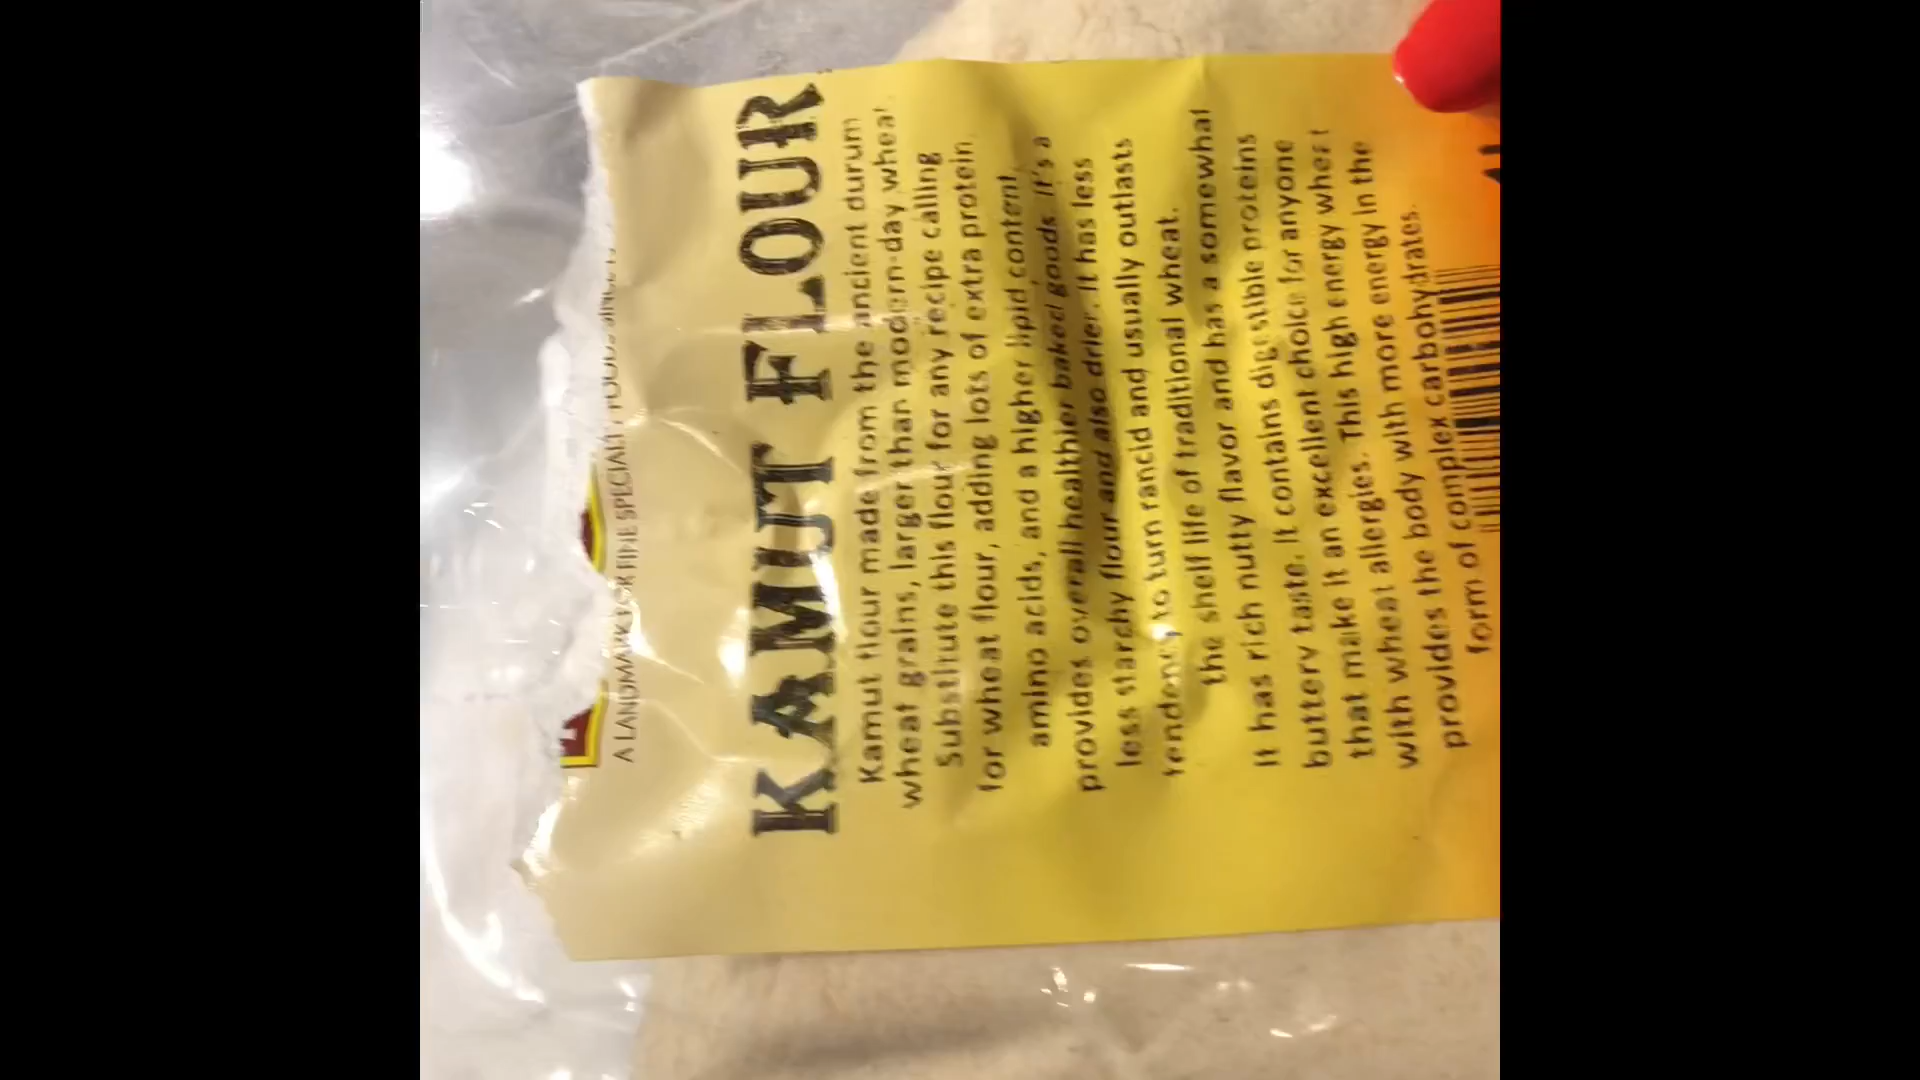 A LANDMARK FOR FINE SPECIALTY FOODS SINCE
KAMUT FLOUR
Kamut flour made from the ancient durum
wheat grains, larger than modern-day wheat
Substitute this flour for any recipe calling
for wheat flour, adding lots of extra protein,
amino acids, and a higher lipid content
provides overall healthier baked goods. It's a
less starchy flour and also drier. It has less
tendency to turn rancid and usually outlasts
the shelf life of traditional wheat.
It has rich nutty flavor and has a somewhat
buttery taste. It contains digestible proteins
that make it an excellent choice for anyone
with wheat allergies. This high energy wheat
provides the body with more energy in the
form of complex carbohydrates.